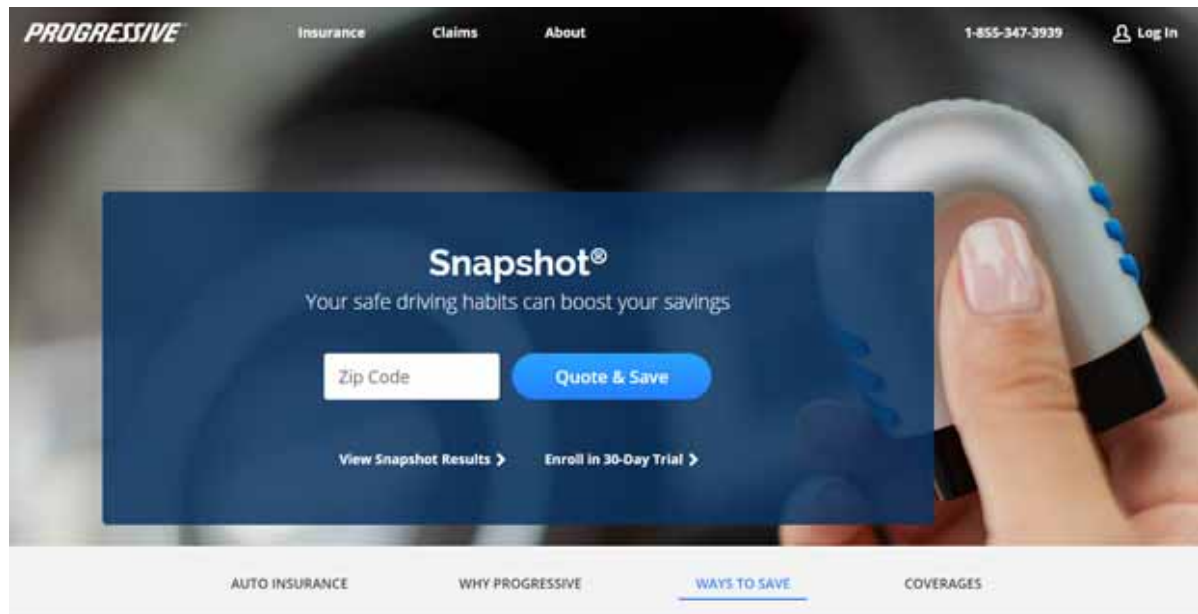 PROGRESSIVE
Insurance Claims About 1-855-347-3939 Log In
Snapshot®
Your safe driving habits can boost your savings
Zip Code Quote & Save
View Snapshot Results Enroll in 30-Day Trial
AUTO INSURANCE WHY PROGRESSIVE WAYS TO SAVE COVERAGES